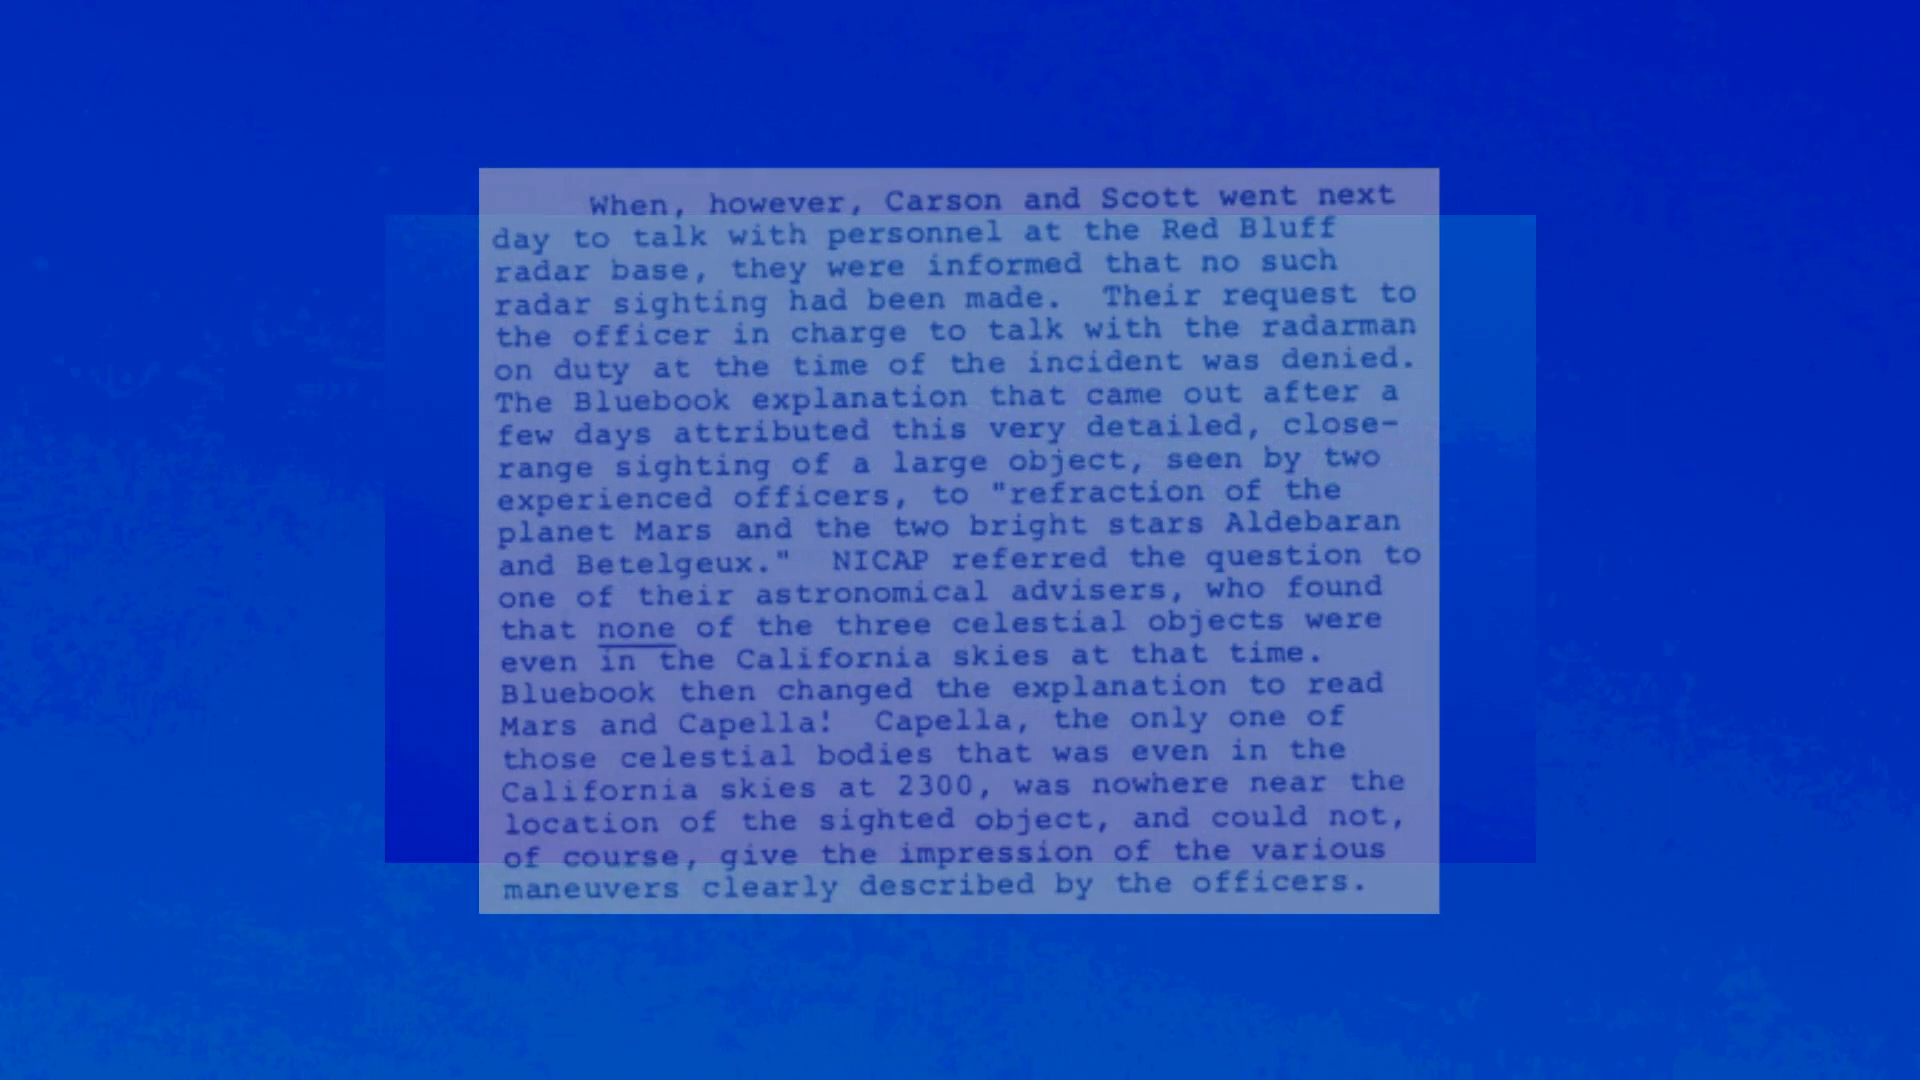 When, however, Carson and Scott went next
day to talk with personnel at the Red Bluff
radar base, they were informed that no such
radar sighting had been made. Their request to
the officer in charge to talk with the radarman
on duty at the time of the incident was denied.
The Bluebook explanation that came out after a
few days attributed this very detailed, close-
range sighting of a large object, seen by two
experienced officers, to "refraction of the
planet Mars and the two bright stars Aldebaran
and Betelgeux." NICAP referred the question to
one of their astronomical advisers, who found
that none of the three celestial objects were
even in the California skies at that time.
Bluebook then changed the explanation to read
Mars and Capella! Capella, the only one of
those celestial bodies that was even in the
California skies at 2300, was nowhere near the
location of the sighted object, and could not,
of course, give the impression of the various
maneuvers clearly described by the officers.